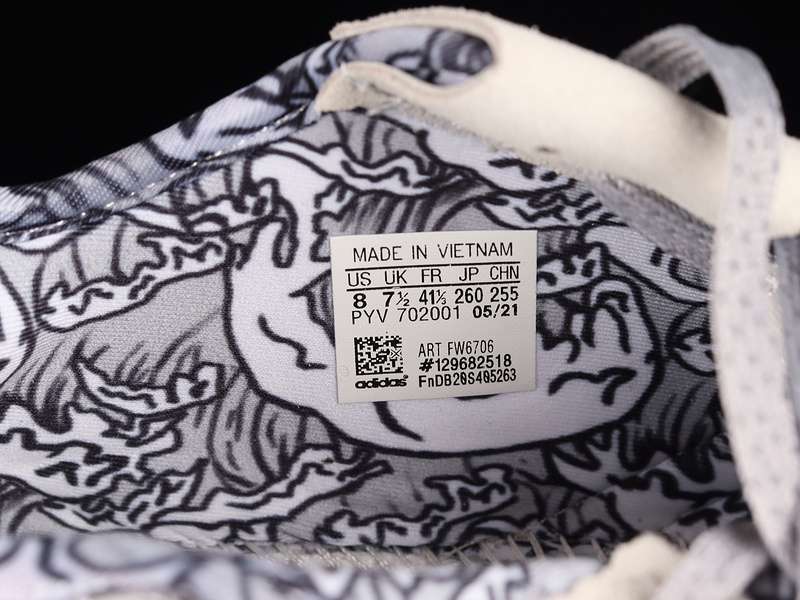 MADE IN VIETNAM
US UK FR JP CHN
8 7½ 41⅓ 260 255
PYV 702001 05/21
ART FW6706
#129682518
adidas FnDB20S405263